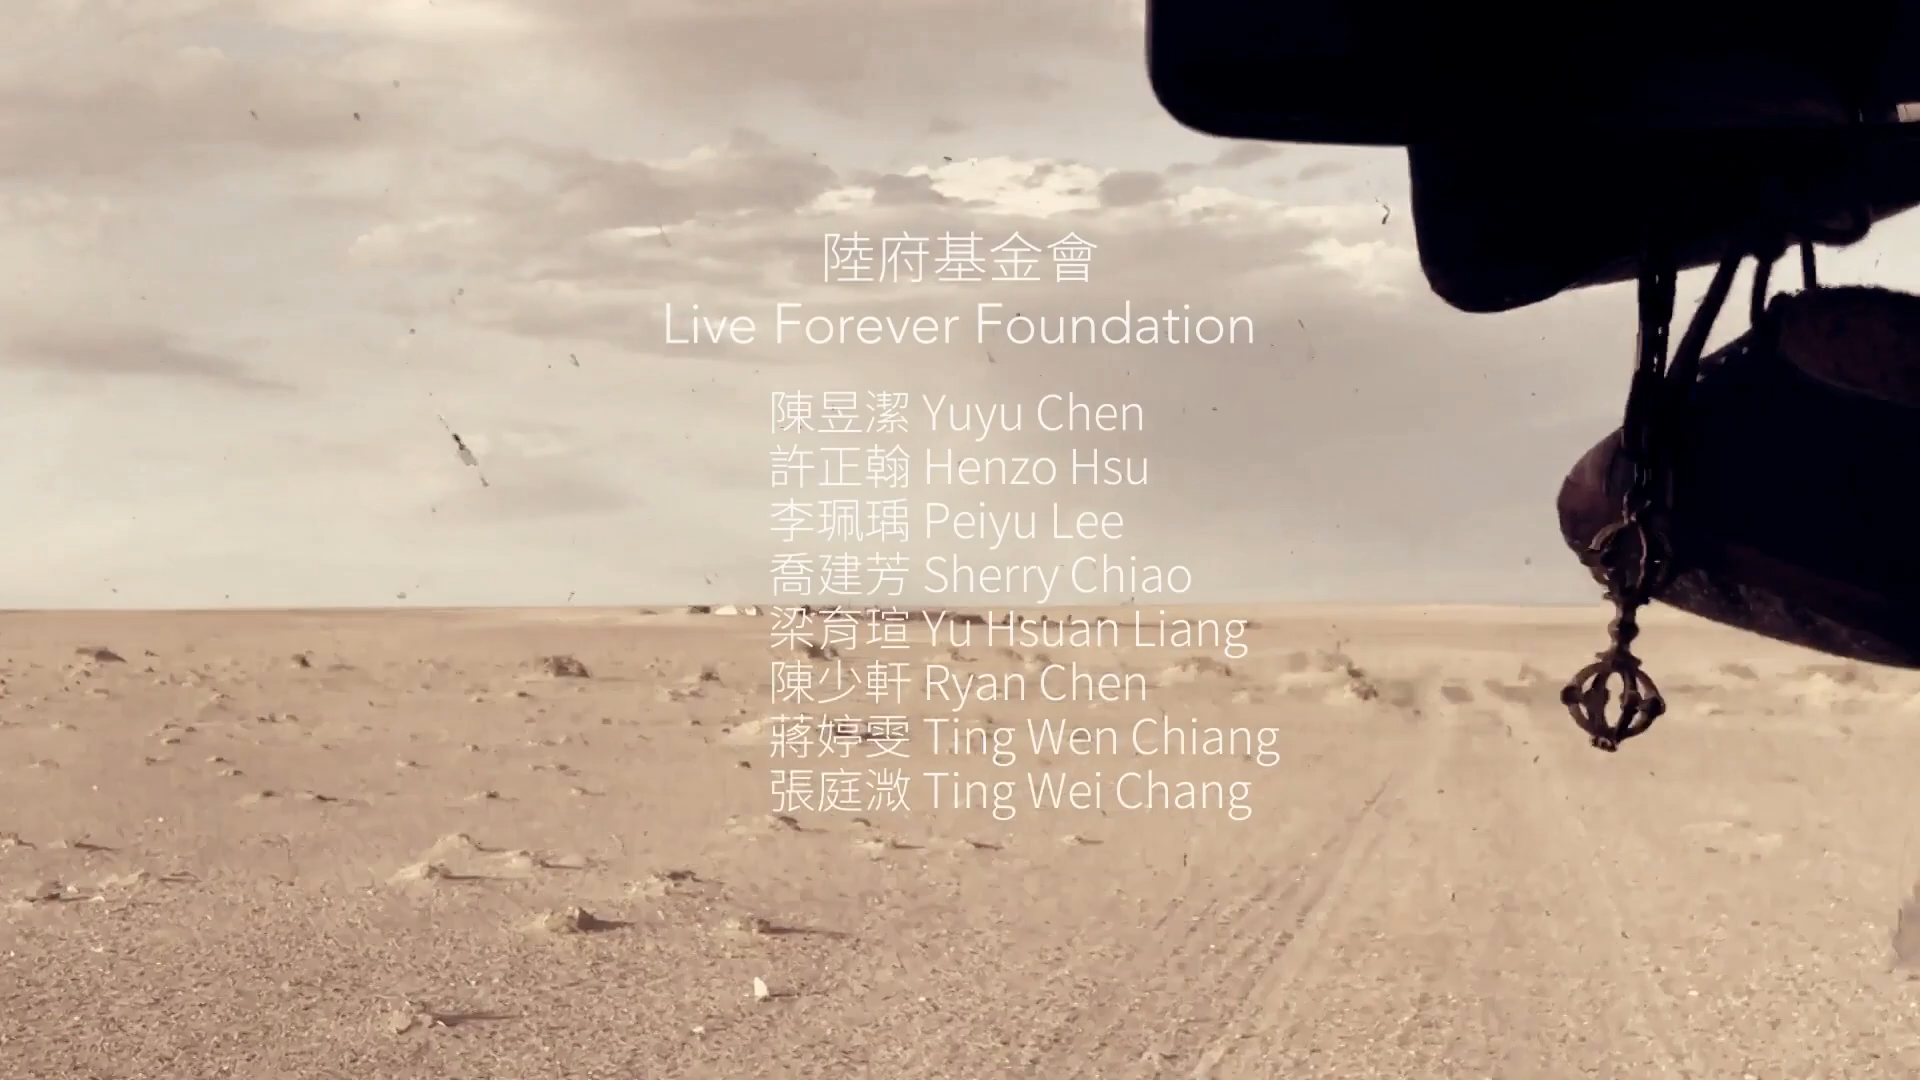 陸府基金會
Live Forever Foundation
陳昱潔 Yuyu Chen
許正翰 Henzo Hsu
李珮瑀 Peiyu Lee
喬建芳 Sherry Chiao
梁育瑄 Yu Hsuan Liang
陳少軒 Ryan Chen
蔣婷雯 Ting Wen Chiang
張庭溦 Ting Wei Chang